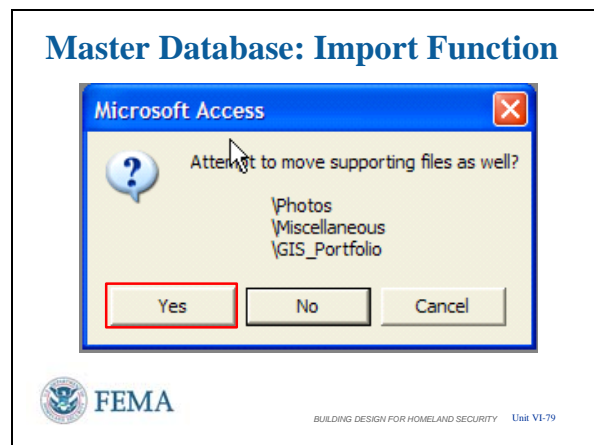 Master Database: Import Function
Microsoft Access
Attempt to move supporting files as well?
\Photos
\Miscellaneous
\GIS_Portfolio
Yes
No
Cancel
FEMA
BUILDING DESIGN FOR HOMELAND SECURITY Unit VI-79